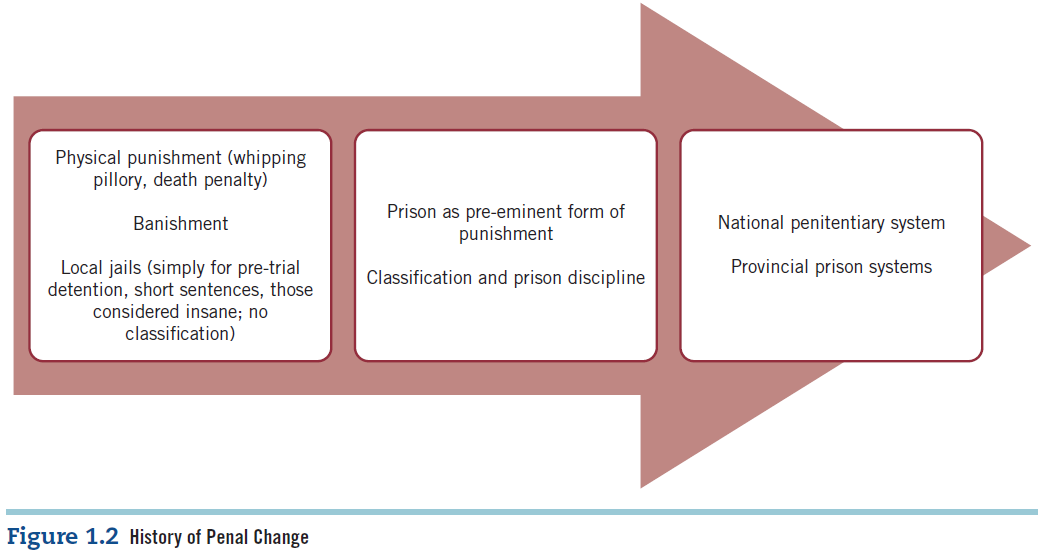 Physical punishment (whipping
pillory, death penalty)
Banishment
Local jails (simply for pre-trial
detention, short sentences, those
considered insane; no
classification)
Prison as pre-eminent form of
punishment
Classification and prison discipline
National penitentiary system
Provincial prison systems
Figure 1.2 History of Penal Change